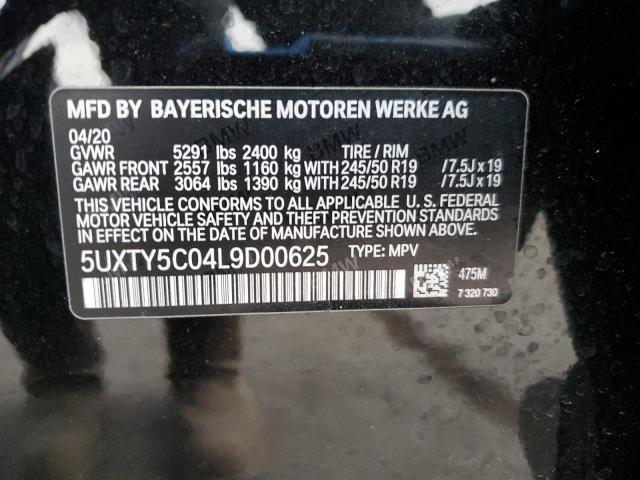 MFD BY BAYERISCHE MOTOREN WERKE AG
04/20
GVWR 5291 lbs 2400 kg TIRE / RIM
GAWR FRONT 2557 lbs 1160 kg WITH 245/50 R19 / 7.5J x 19
GAWR REAR 3064 lbs 1390 kg WITH 245/50 R19 / 7.5J x 19
THIS VEHICLE CONFORMS TO ALL APPLICABLE U. S. FEDERAL
MOTOR VEHICLE SAFETY AND THEFT PREVENTION STANDARDS
IN EFFECT ON THE DATE OF MANUFACTURE SHOWN ABOVE.
5UXTY5C04L9D00625 TYPE: MPV
475M
7 320 730